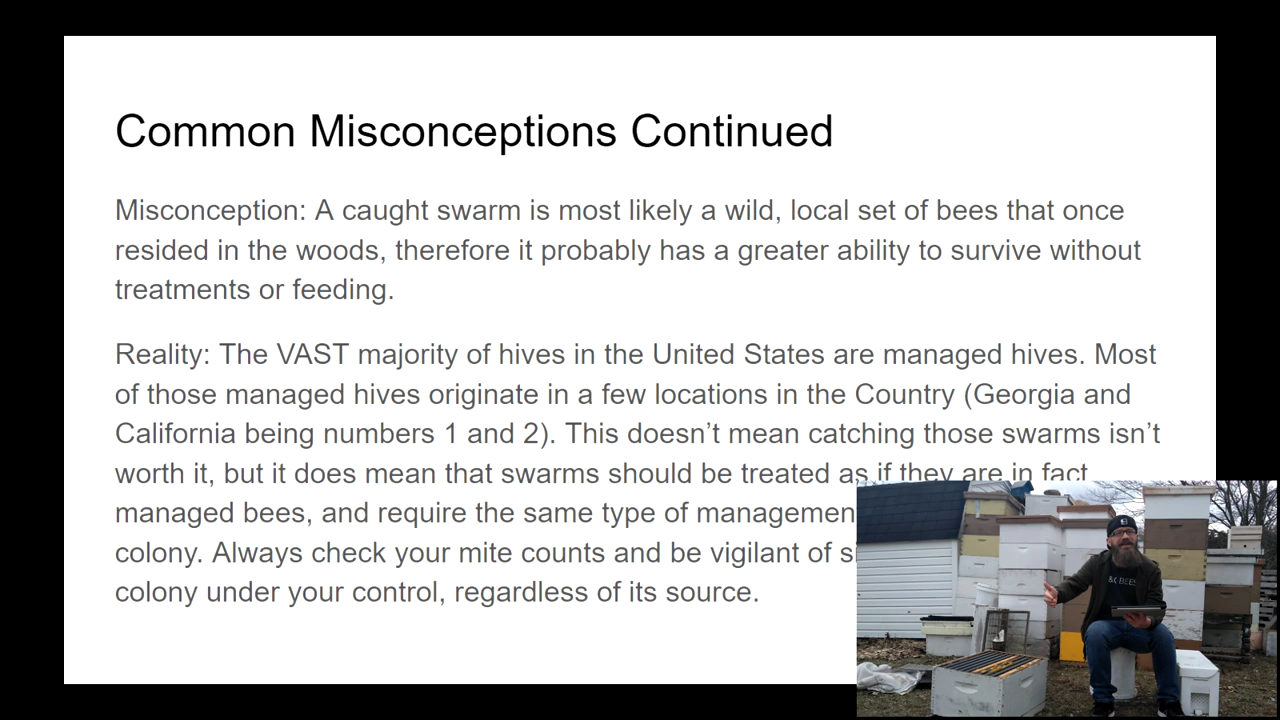 Common Misconceptions Continued
Misconception: A caught swarm is most likely a wild, local set of bees that once
resided in the woods, therefore it probably has a greater ability to survive without
treatments or feeding.
Reality: The VAST majority of hives in the United States are managed hives. Most
of those managed hives originate in a few locations in the Country (Georgia and
California being numbers 1 and 2). This doesn’t mean catching those swarms isn’t
worth it, but it does mean that swarms should be treated as if they are in fact
managed bees, and require the same type of
colony. Always check your mite counts and be vigilant of
colony under your control, regardless of its source.